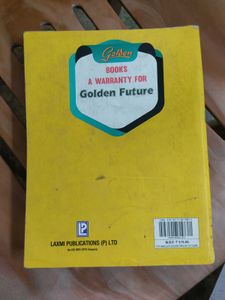 Golden
BOOKS
A WARRANTY FOR
Golden Future
LAXMI PUBLICATIONS (P) LTD